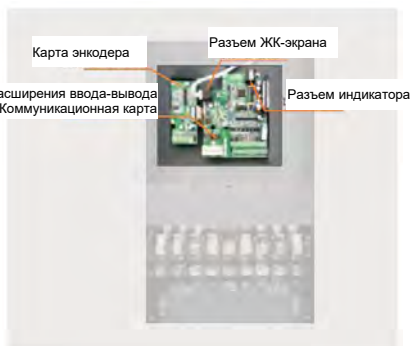 Карта энкодера
Разъем ЖК-экрана
асширения ввода-вывода
Коммуникационная карта
Разъем индикатора